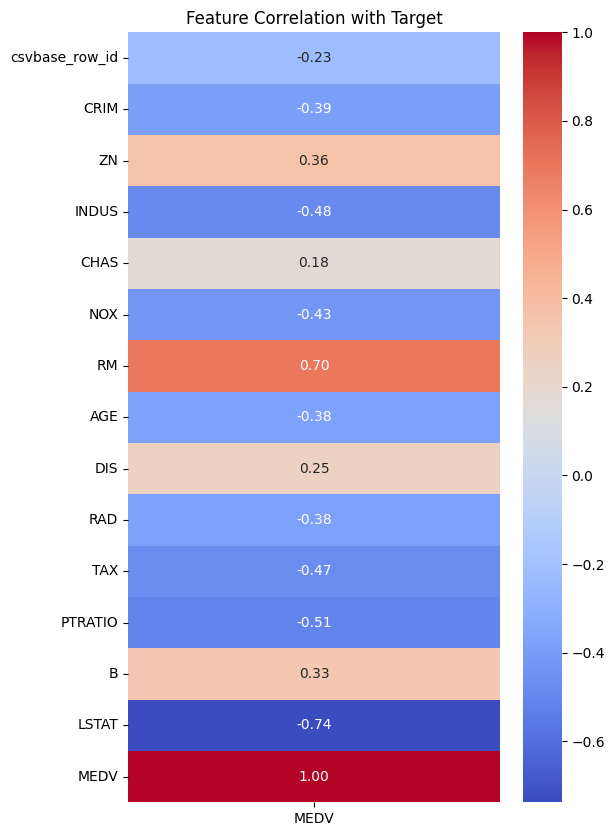 Feature Correlation with Target
csvbase_row_id -0.23
CRIM -0.39
ZN 0.36
INDUS -0.48
CHAS 0.18
NOX -0.43
RM 0.70
AGE -0.38
DIS 0.25
RAD -0.38
TAX -0.47
PTRATIO -0.51
B 0.33
LSTAT -0.74
MEDV 1.00
MEDV
1.0
0.8
0.6
0.4
0.2
0.0
−0.2
−0.4
−0.6